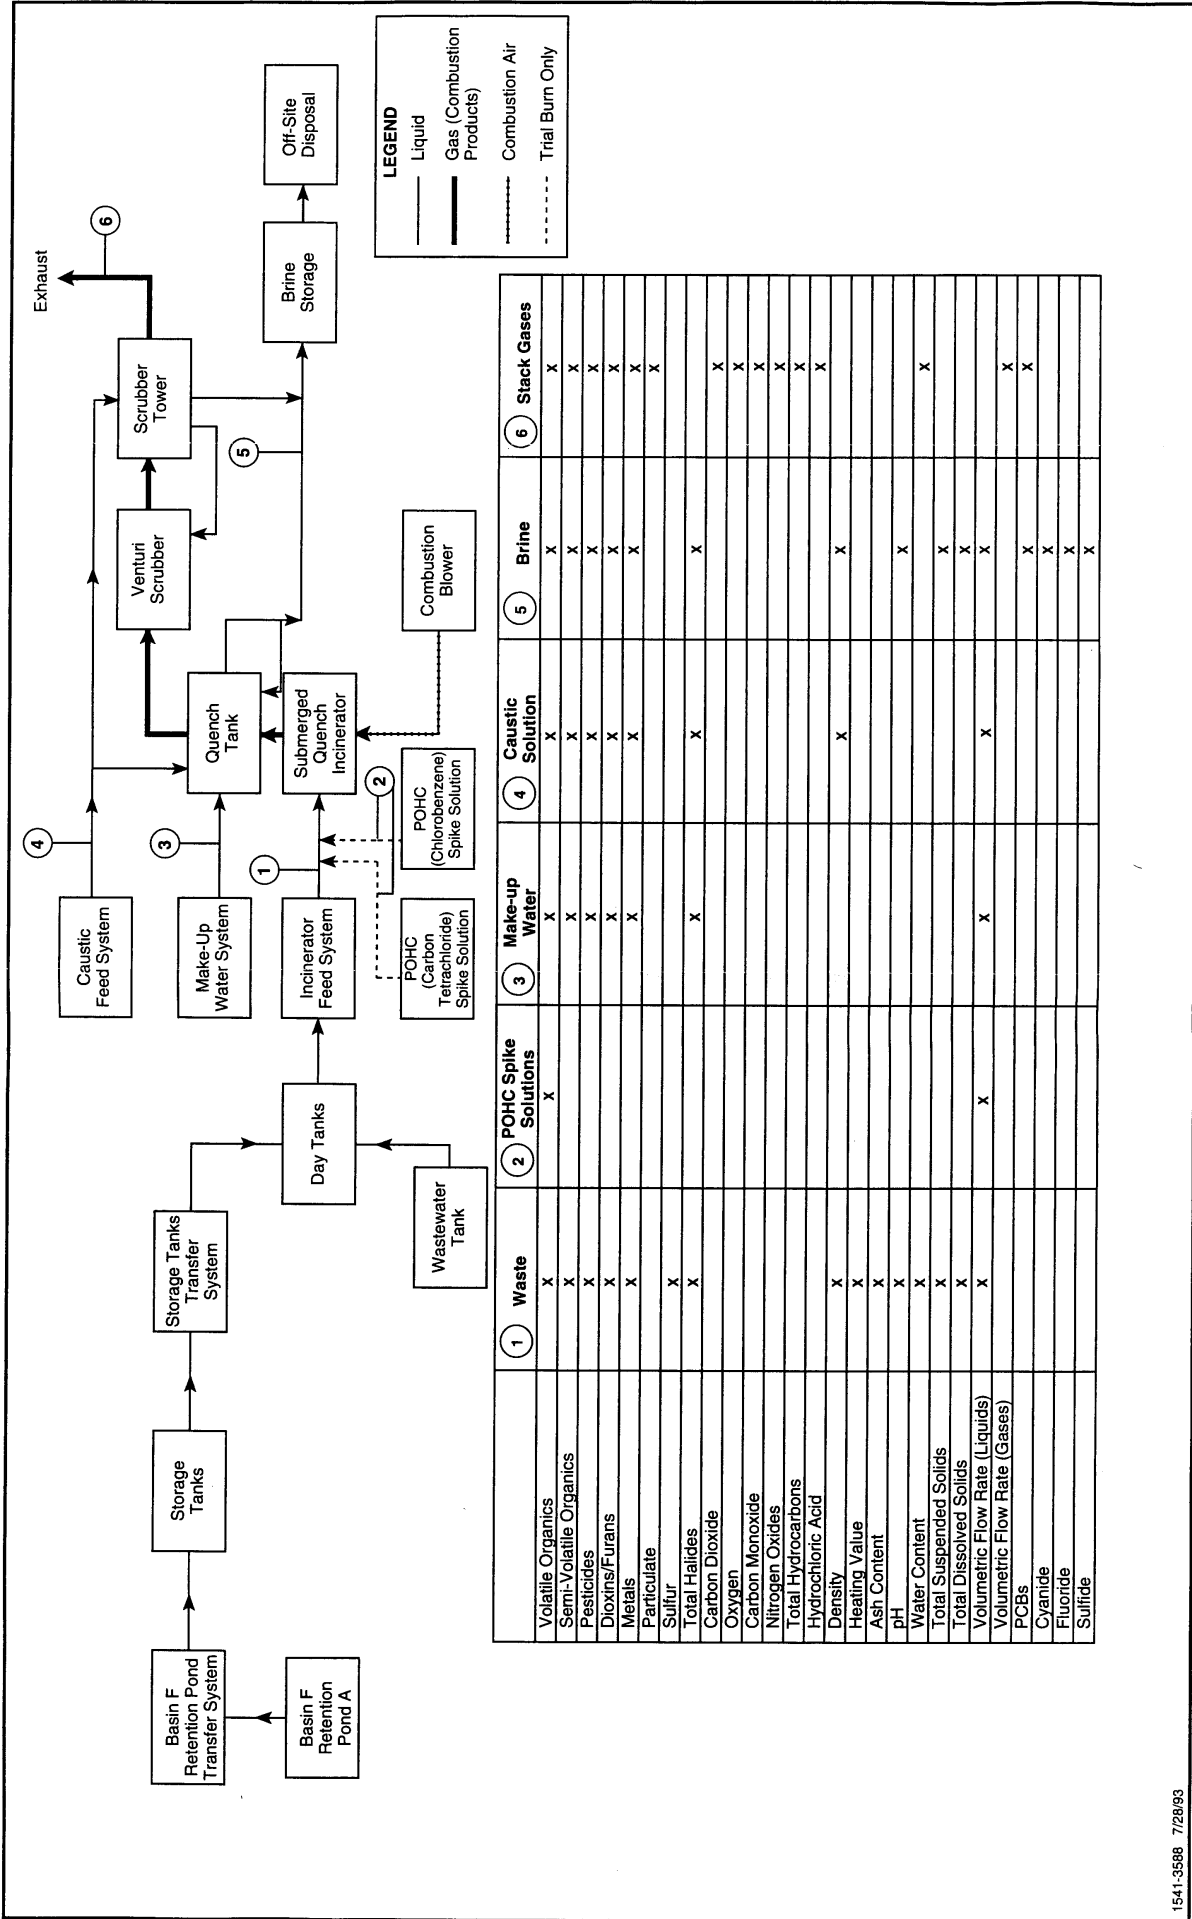 Exhaust
6
Caustic
Feed System
4
Venturi
Scrubber
Scrubber
Tower
Basin F
Retention Pond
Transfer System
Storage
Tanks
Storage Tanks
Transfer
System
Make-Up
Water System
3
Quench
Tank
5
Basin F
Retention
Pond A
Day Tanks
Incinerator
Feed System
1
Submerged
Quench
Incinerator
Brine
Storage
Off-Site
Disposal
2
Wastewater
Tank
POHC
(Carbon
Tetrachloride)
Spike Solution
POHC
(Chlorobenzene)
Spike Solution
Combustion
Blower
LEGEND
Liquid
Gas (Combustion
Products)
Combustion Air
Trial Burn Only
1 Waste
2 POHC Spike
Solutions
3 Make-up
Water
4 Caustic
Solution
5 Brine
6 Stack Gases
Volatile Organics X X X X X X
Semi-Volatile Organics X X X X X
Pesticides X X X X X
Dioxins/Furans X X X X X
Metals X X X X X
Particulate X
Sulfur X
Total Halides X X X X
Carbon Dioxide X
Oxygen X
Carbon Monoxide X
Nitrogen Oxides X
Total Hydrocarbons X
Hydrochloric Acid X
Density X X X
Heating Value X
Ash Content X
pH X X
Water Content X X
Total Suspended Solids X X
Total Dissolved Solids X X
Volumetric Flow Rate (Liquids) X X X X X
Volumetric Flow Rate (Gases) X
PCBs X X
Cyanide X
Fluoride X
Sulfide X
1541-3588 7/28/93